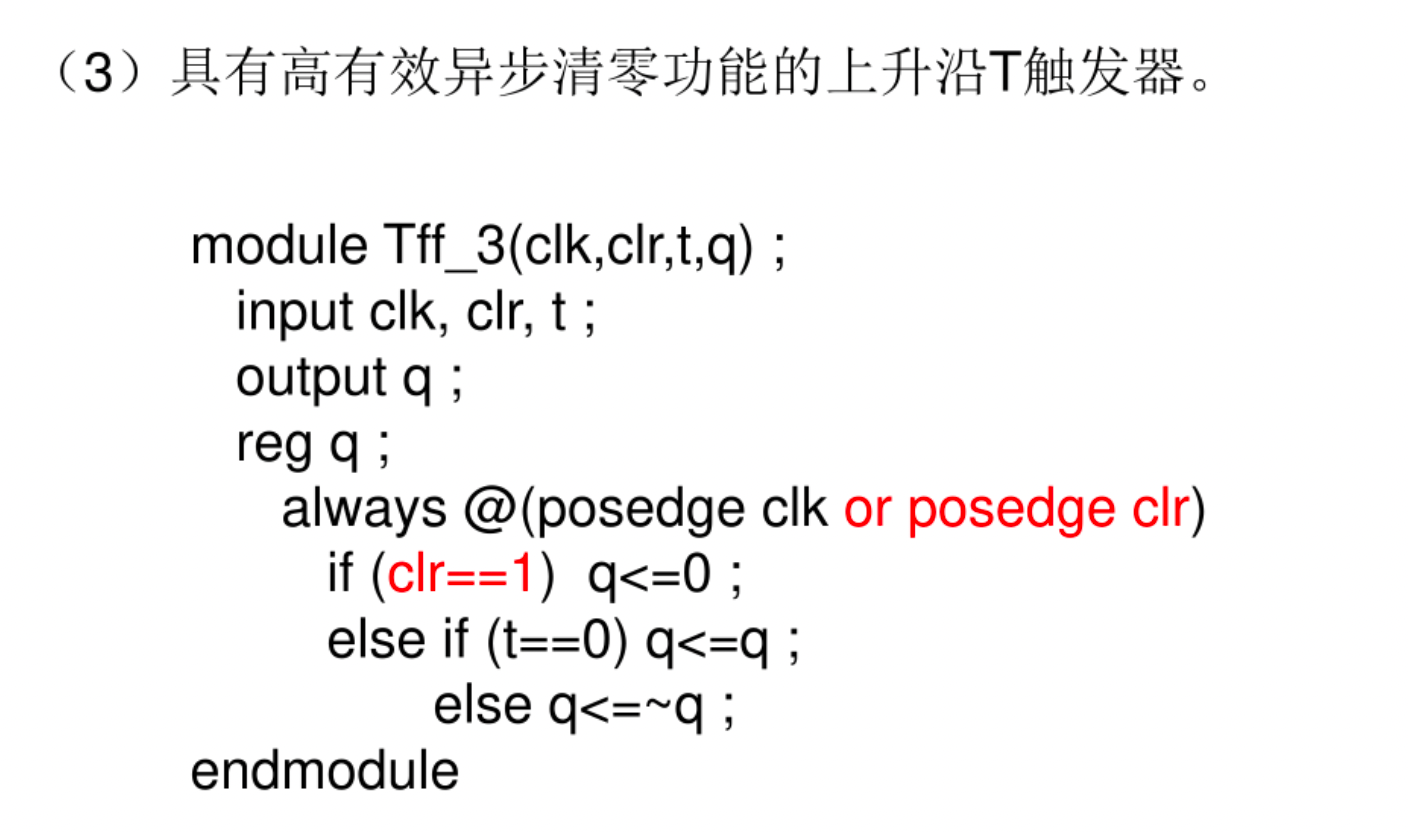 （3）具有高有效异步清零功能的上升沿T触发器。
module Tff_3(clk,clr,t,q) ;
input clk, clr, t ;
output q ;
reg q ;
always @(posedge clk or posedge clr)
if (clr==1) q<=0 ;
else if (t==0) q<=q ;
else q<=~q ;
endmodule